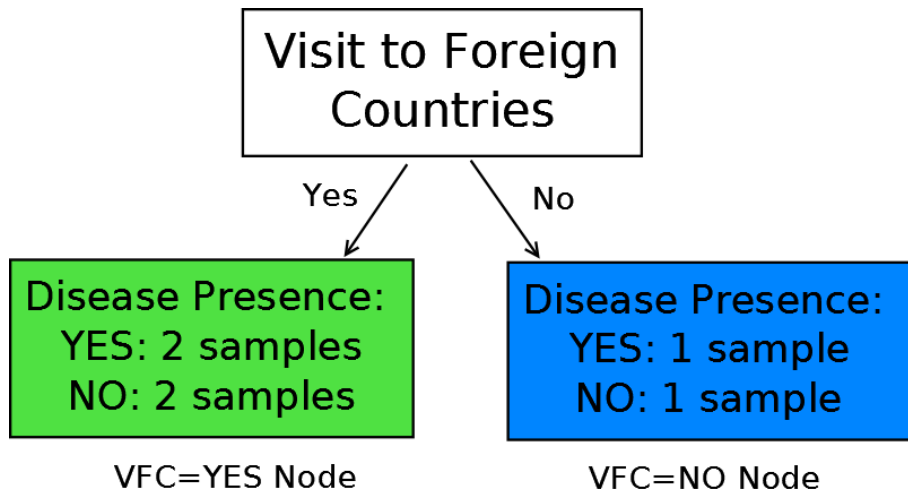 Visit to Foreign
Countries
Yes
No
Disease Presence:
YES: 2 samples
NO: 2 samples
Disease Presence:
YES: 1 sample
NO: 1 sample
VFC=YES Node
VFC=NO Node